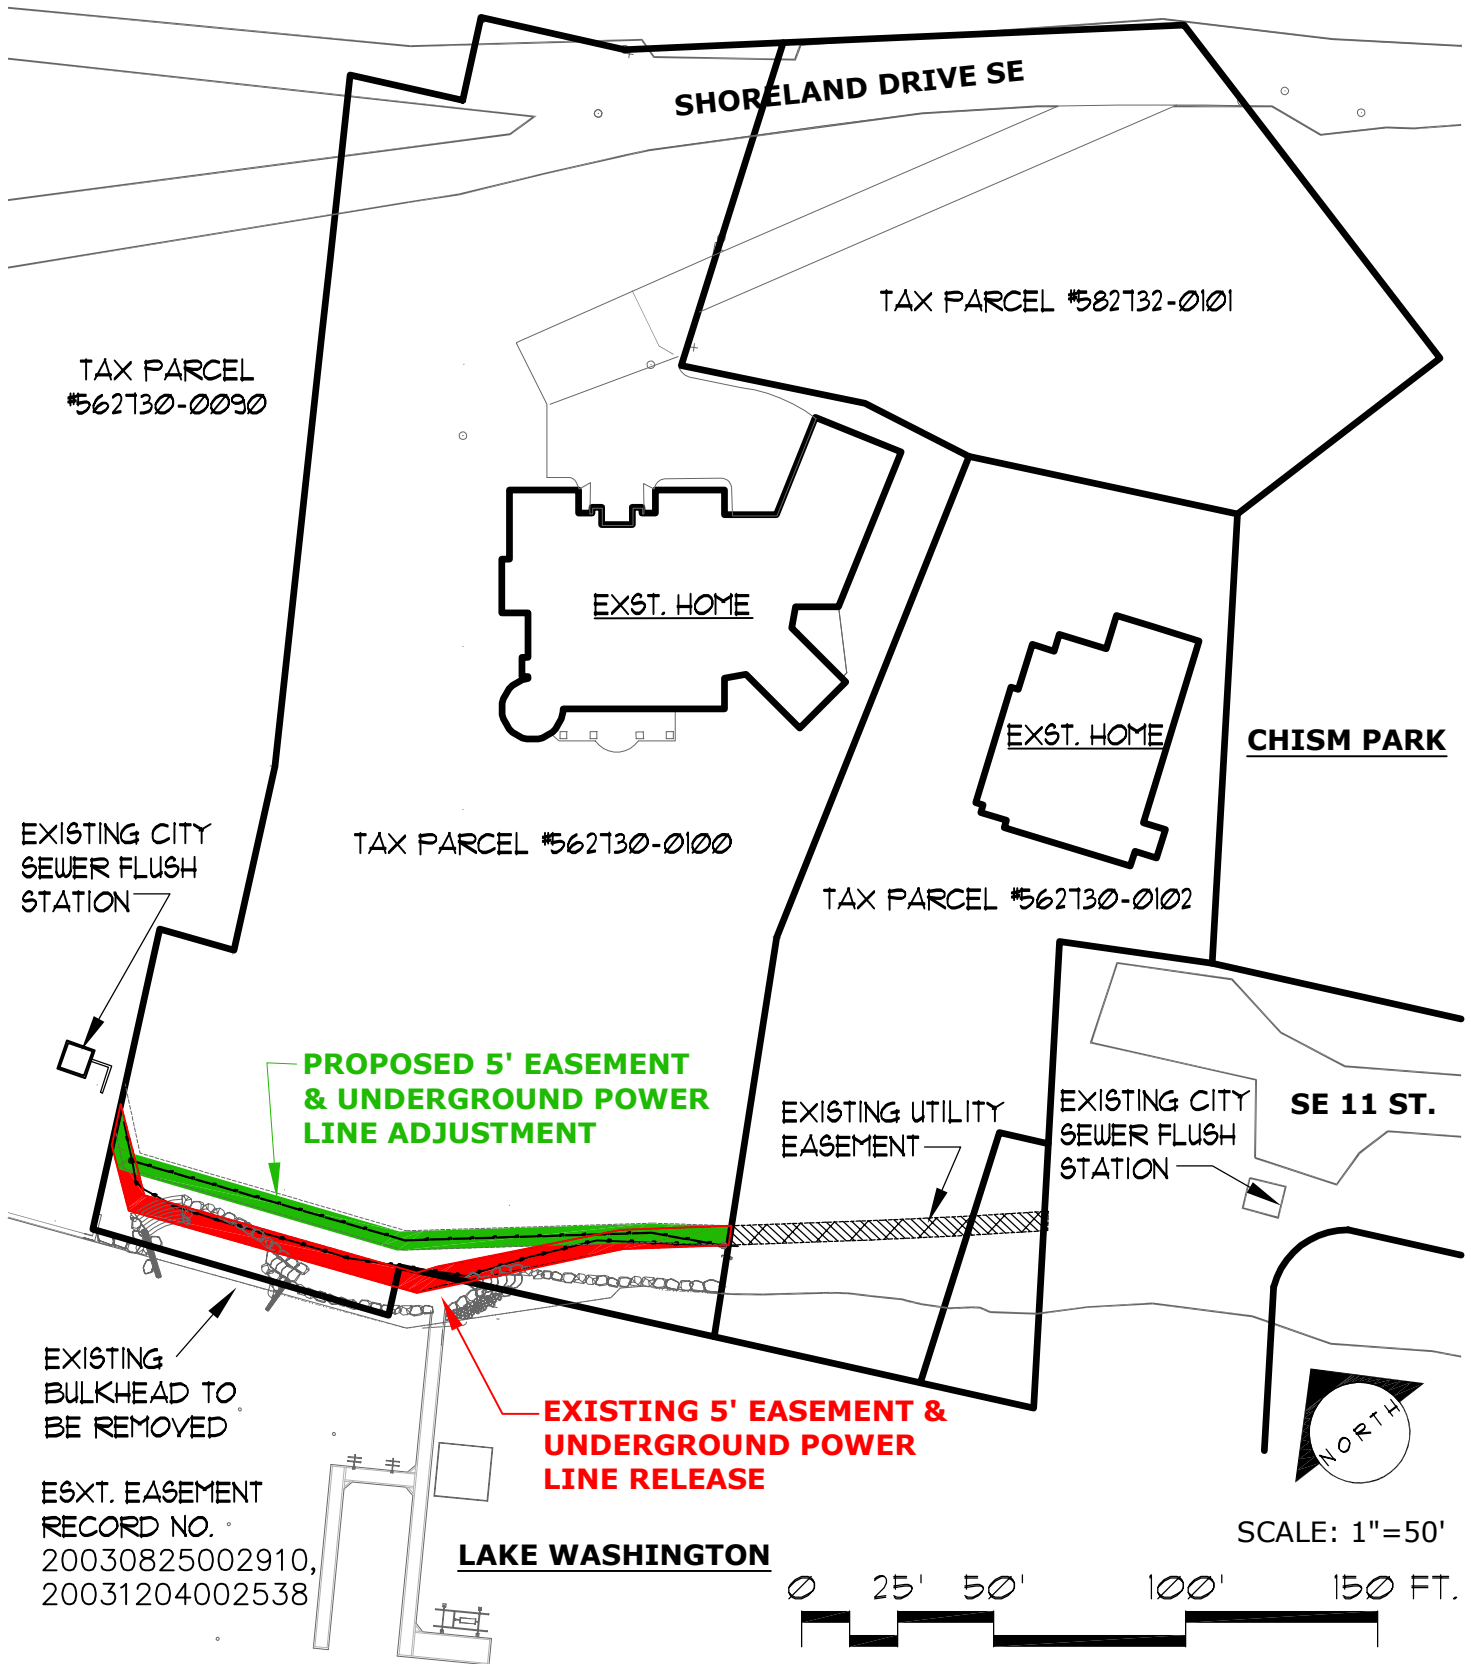 SHORELAND DRIVE SE
TAX PARCEL #582732-0101
TAX PARCEL
#562730-0090
EXST. HOME
EXST. HOME
CHISM PARK
EXISTING CITY
SEWER FLUSH
STATION
TAX PARCEL #562730-0100
TAX PARCEL #562730-0102
PROPOSED 5' EASEMENT
& UNDERGROUND POWER
LINE ADJUSTMENT
EXISTING UTILITY
EASEMENT
EXISTING CITY
SEWER FLUSH
STATION
SE 11 ST.
EXISTING
BULKHEAD TO
BE REMOVED
EXISTING 5' EASEMENT &
UNDERGROUND POWER
LINE RELEASE
NORTH
ESXT. EASEMENT
RECORD NO.
20030825002910,
20031204002538
LAKE WASHINGTON
SCALE: 1"=50'
0 25' 50' 100' 150 FT.